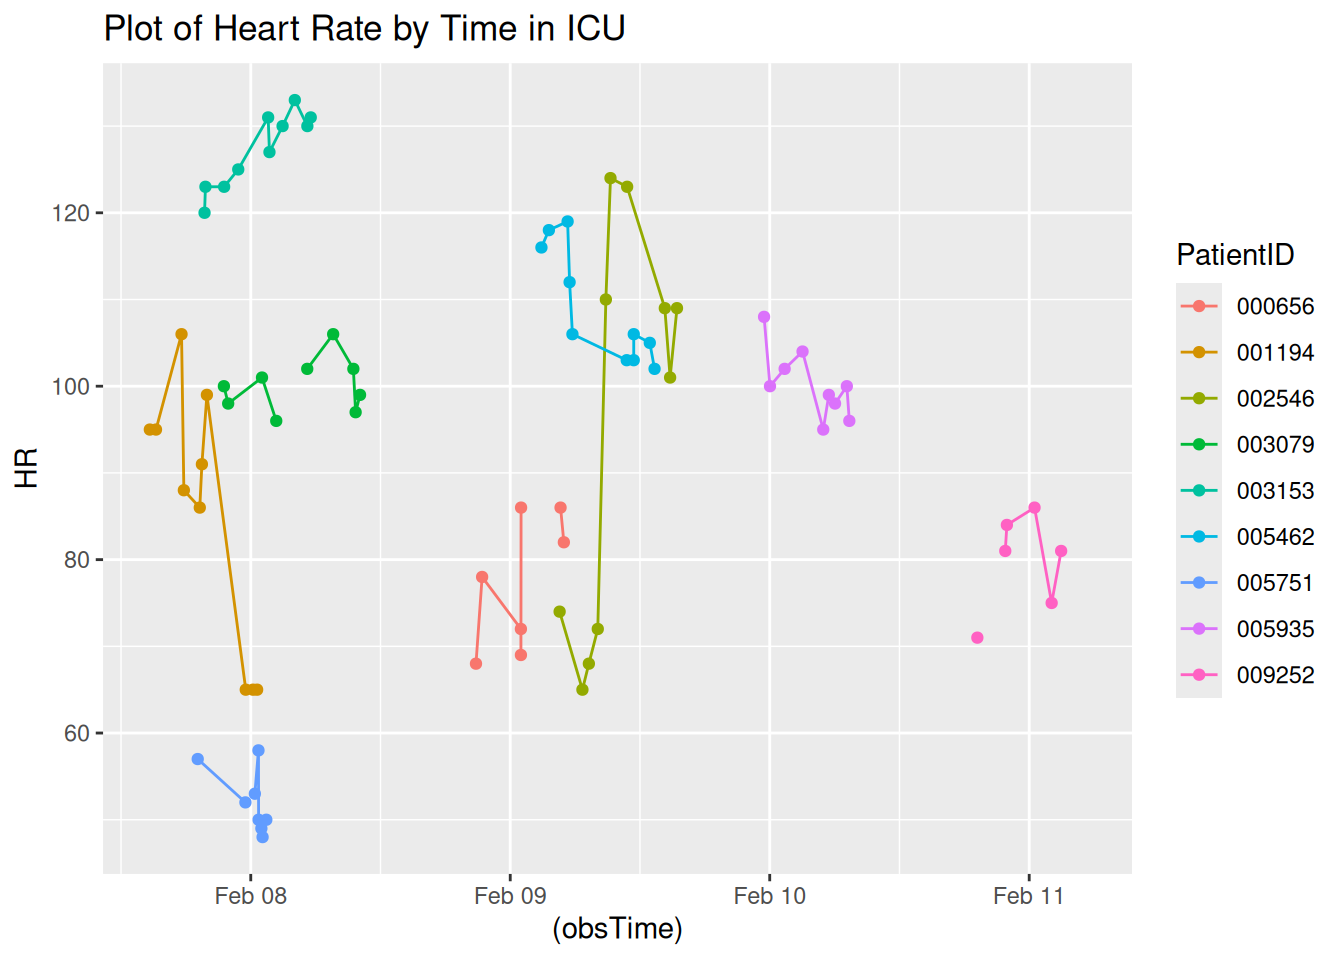 Plot of Heart Rate by Time in ICU
HR
120
100
80
60
Feb 08
Feb 09
Feb 10
Feb 11
(obsTime)
PatientID
000656
001194
002546
003079
003153
005462
005751
005935
009252